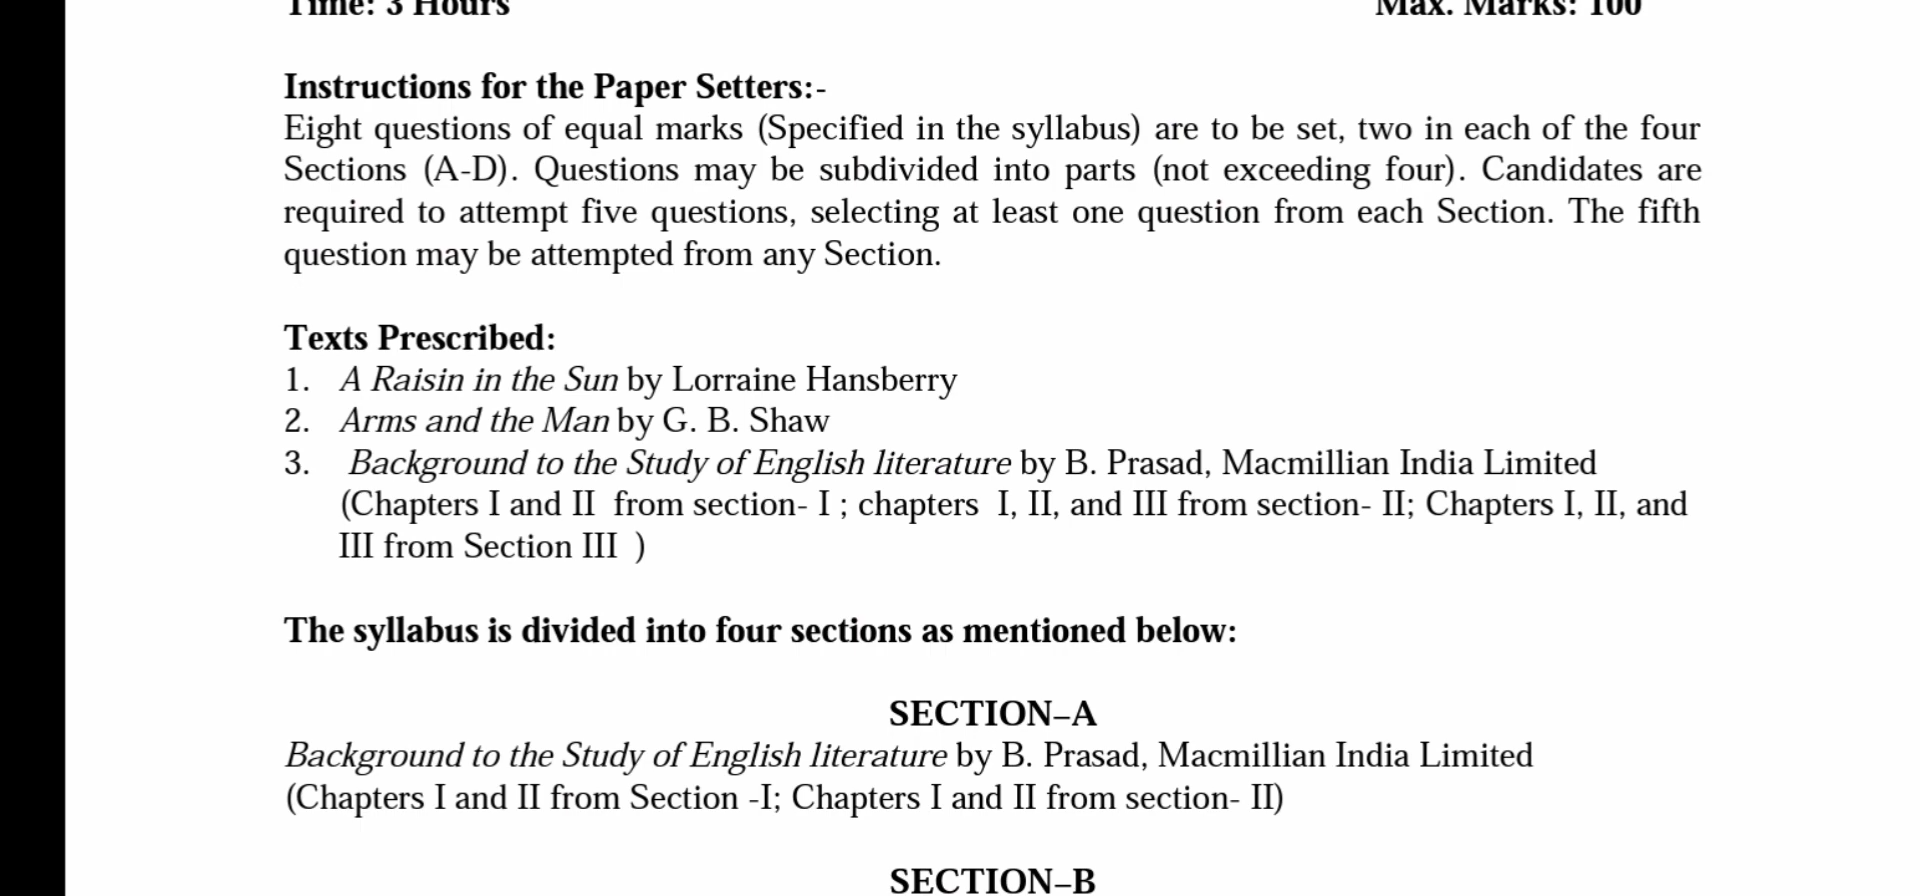 Time: 3 Hours Max. Marks: 100
Instructions for the Paper Setters:-
Eight questions of equal marks (Specified in the syllabus) are to be set, two in each of the four
Sections (A-D). Questions may be subdivided into parts (not exceeding four). Candidates are
required to attempt five questions, selecting at least one question from each Section. The fifth
question may be attempted from any Section.
Texts Prescribed:
1. A Raisin in the Sun by Lorraine Hansberry
2. Arms and the Man by G. B. Shaw
3. Background to the Study of English literature by B. Prasad, Macmillian India Limited
(Chapters I and II from section- I ; chapters I, II, and III from section- II; Chapters I, II, and
III from Section III )
The syllabus is divided into four sections as mentioned below:
SECTION–A
Background to the Study of English literature by B. Prasad, Macmillian India Limited
(Chapters I and II from Section -I; Chapters I and II from section- II)
SECTION–B